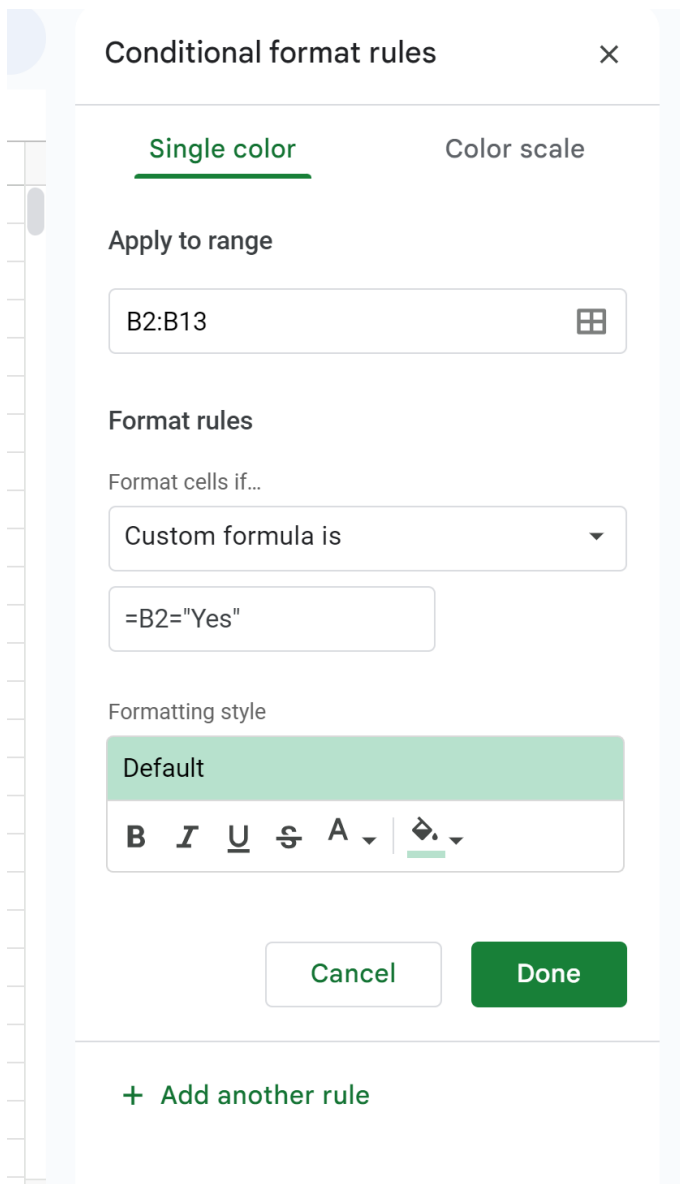 Conditional format rules
Single color
Color scale
Apply to range
B2:B13
Format rules
Format cells if…
Custom formula is
=B2="Yes"
Formatting style
Default
B I U S A
Cancel
Done
+ Add another rule